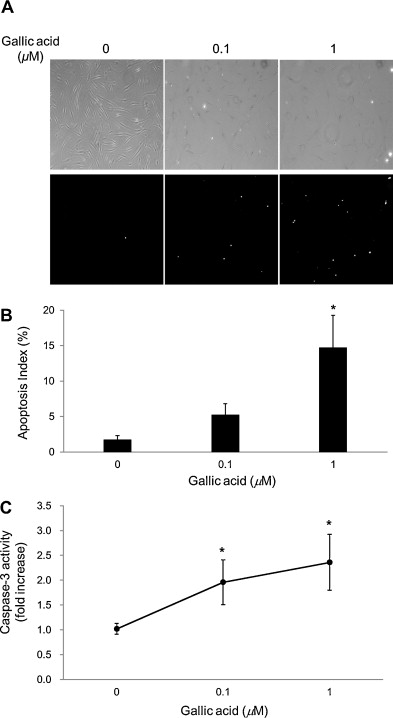 A
Gallic acid (µM) 0 0.1 1
B
Apoptosis Index (%)
20
15
10
5
0
*
0 0.1 1
Gallic acid (µM)
C
Caspase-3 activity
(fold increase)
3.5
3.0
2.5
2.0
1.5
1.0
0.5
0.0
*
*
0 0.1 1
Gallic acid (µM)